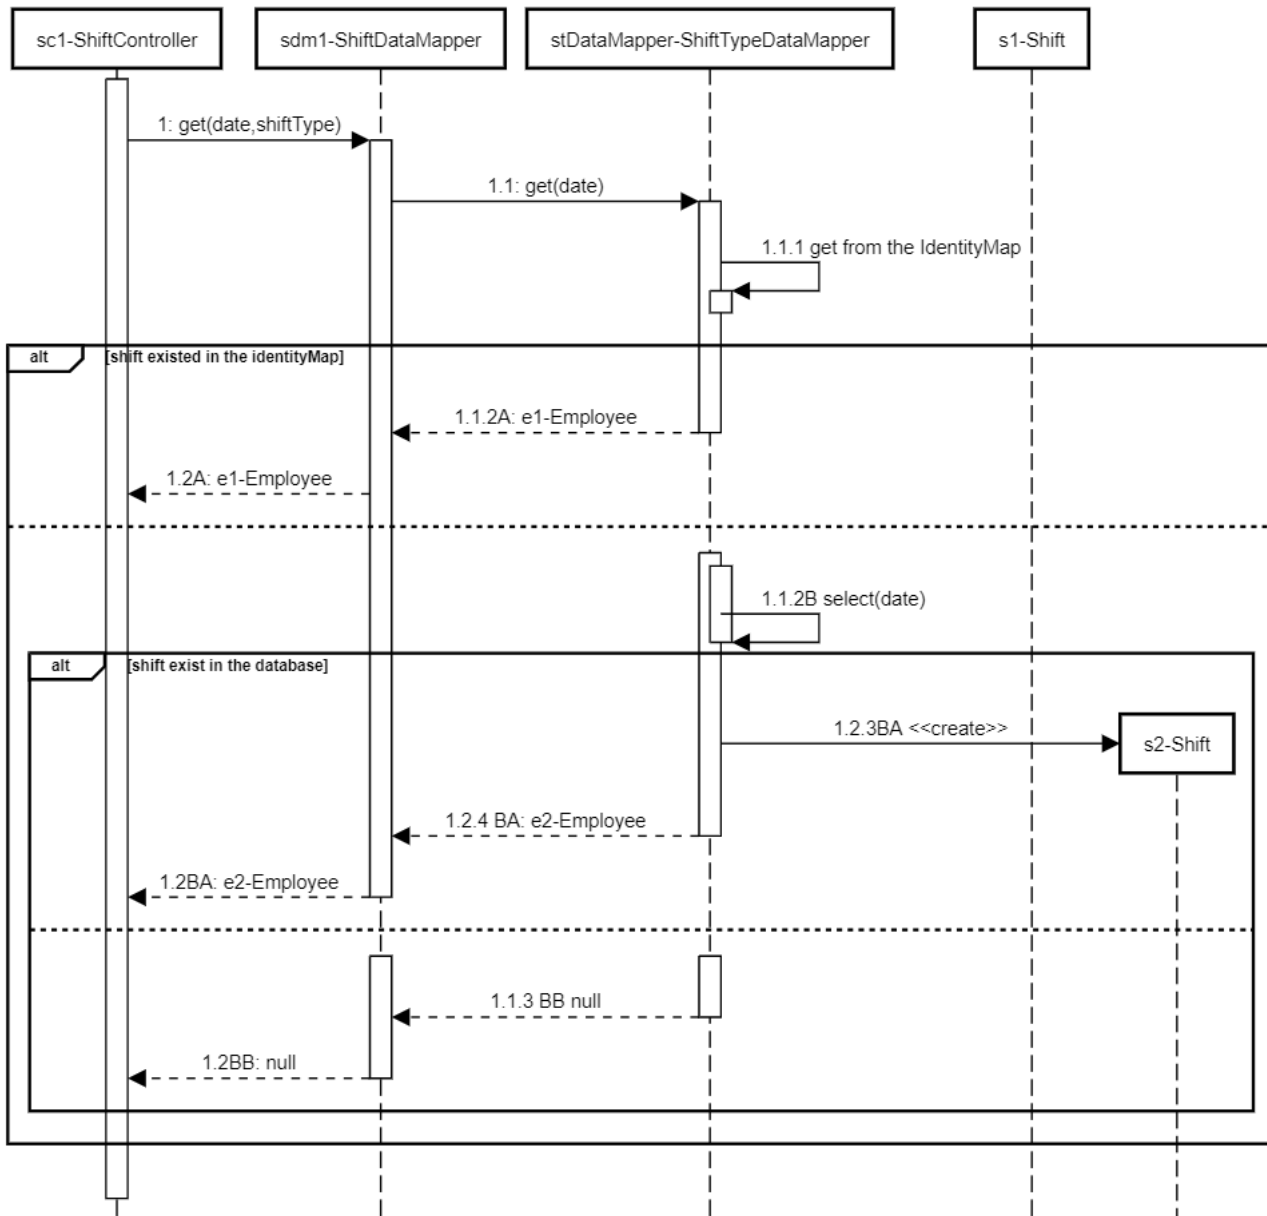 sc1-ShiftController
sdm1-ShiftDataMapper
stDataMapper-ShiftTypeDataMapper
s1-Shift
1: get(date,shiftType)
1.1: get(date)
1.1.1 get from the IdentityMap
alt
[shift existed in the identityMap]
1.1.2A: e1-Employee
1.2A: e1-Employee
1.1.2B select(date)
alt
[shift exist in the database]
1.2.3BA <<create>>
s2-Shift
1.2.4 BA: e2-Employee
1.2BA: e2-Employee
1.1.3 BB null
1.2BB: null